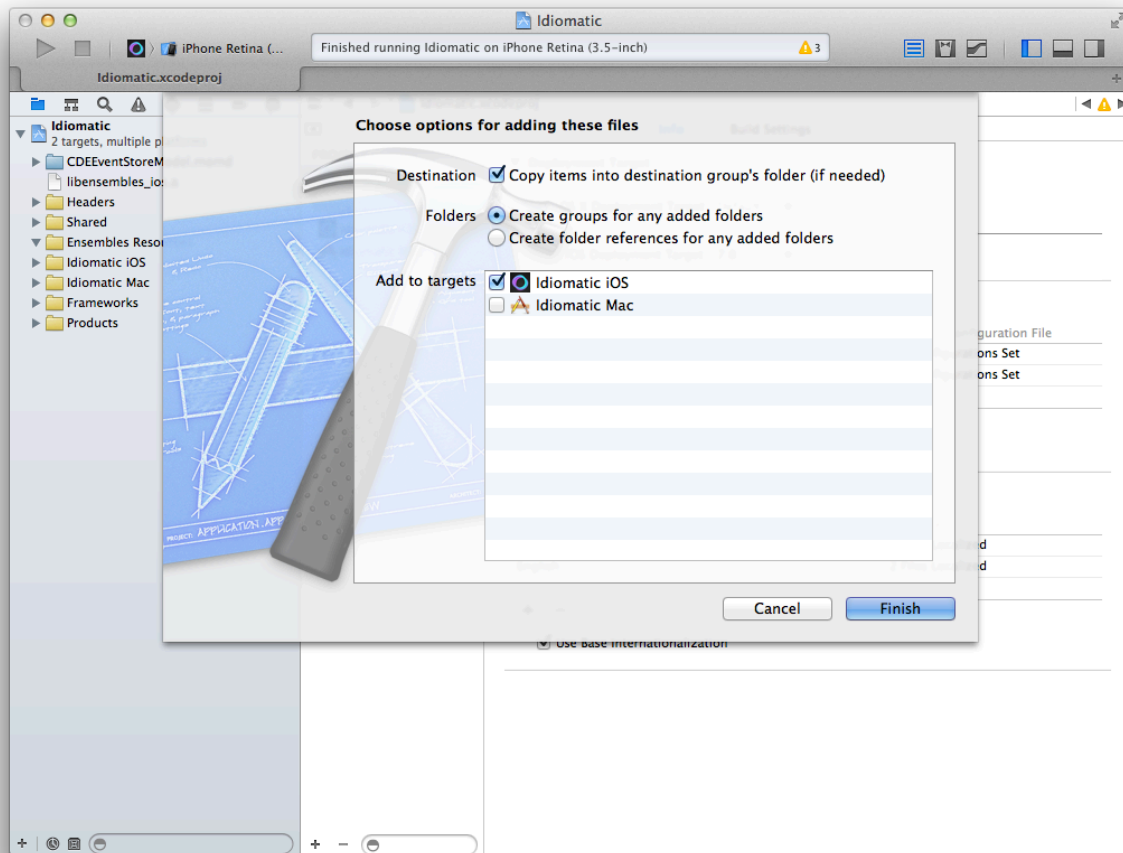 Idiomatic
iPhone Retina (...
Finished running Idiomatic on iPhone Retina (3.5-inch)
3
Idiomatic.xcodeproj
Idiomatic
2 targets, multiple pl
CDEEventStoreM
libensembles_ios
Headers
Shared
Ensembles Resou
Idiomatic iOS
Idiomatic Mac
Frameworks
Products
Choose options for adding these files
Destination
Copy items into destination group's folder (if needed)
Folders
Create groups for any added folders
Create folder references for any added folders
Add to targets
Idiomatic iOS
Idiomatic Mac
PROJECT: APPLICATION.APP
guration File
ons Set
ons Set
Cancel
Finish
Use Base Internationalization